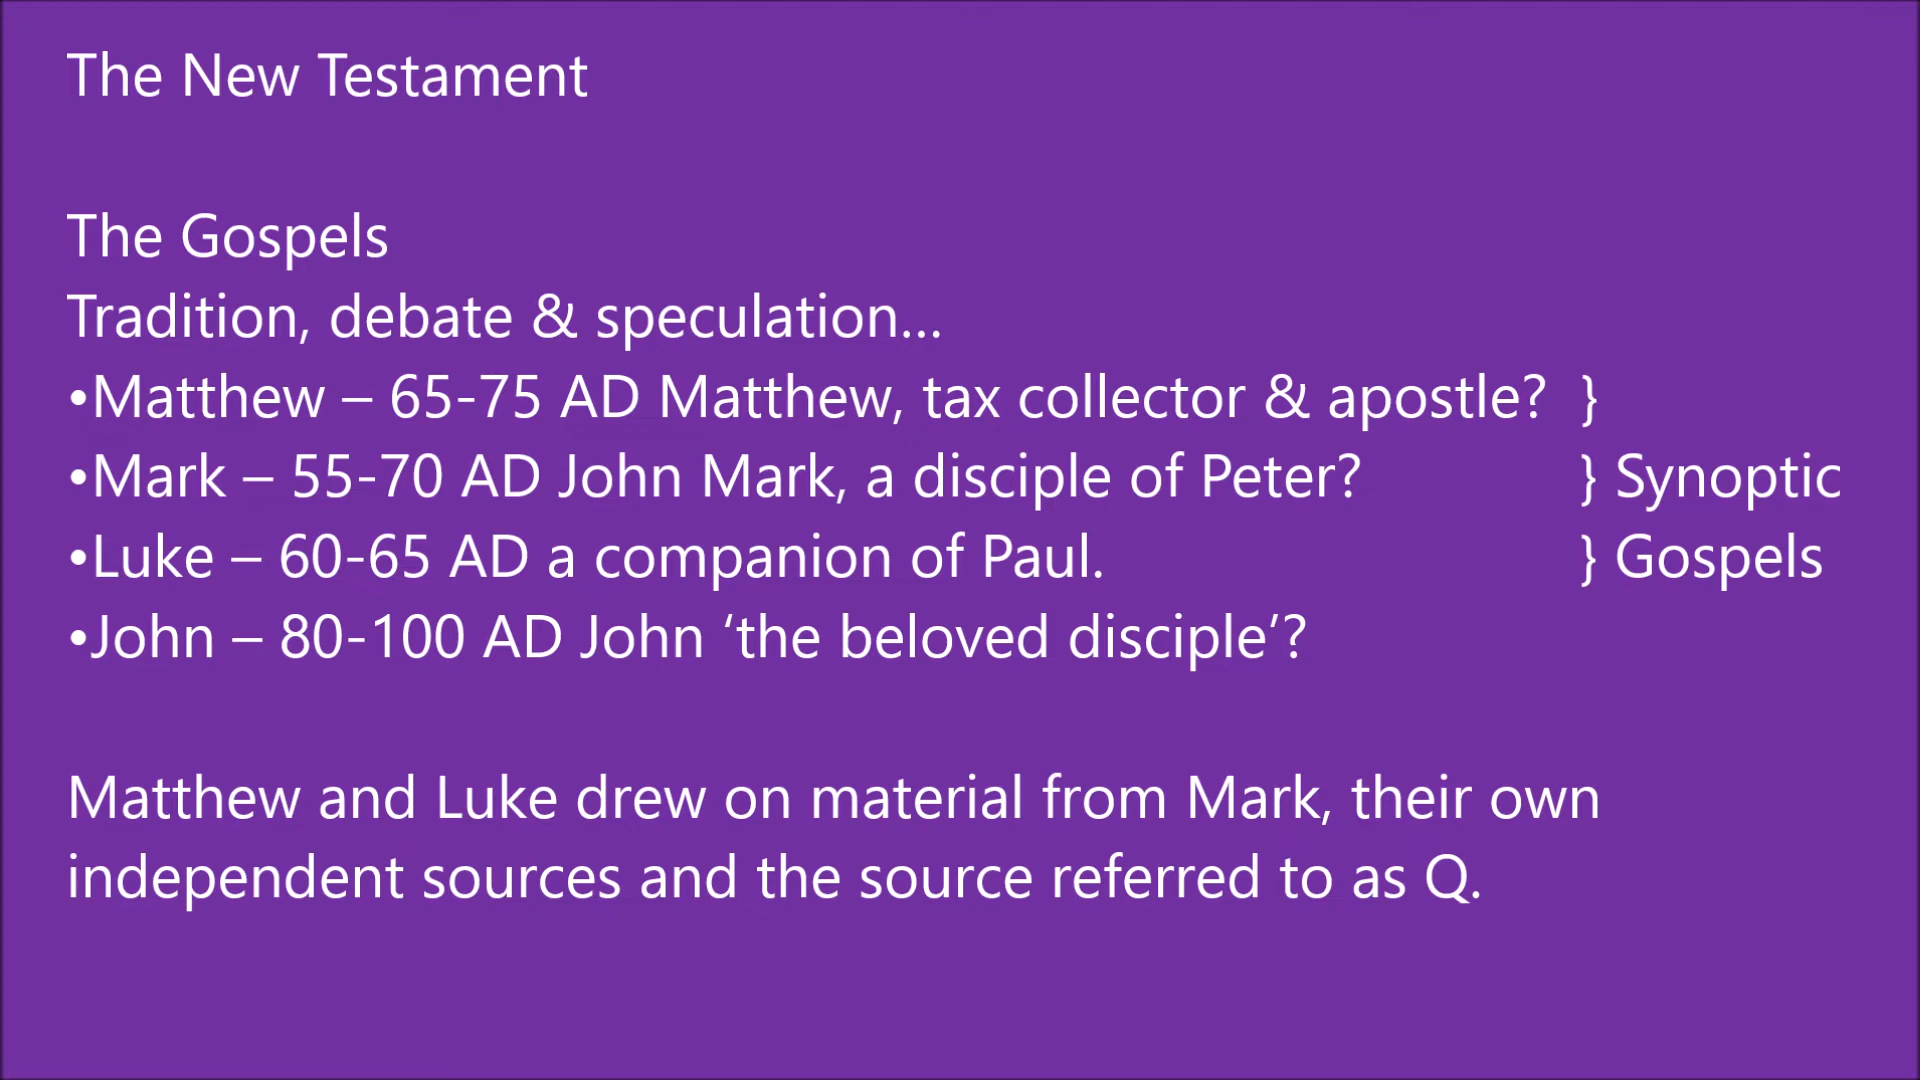 The New Testament
The Gospels
Tradition, debate & speculation...
•Matthew – 65-75 AD Matthew, tax collector & apostle? }
•Mark – 55-70 AD John Mark, a disciple of Peter? } Synoptic
•Luke – 60-65 AD a companion of Paul. } Gospels
•John – 80-100 AD John ‘the beloved disciple’?
Matthew and Luke drew on material from Mark, their own
independent sources and the source referred to as Q.